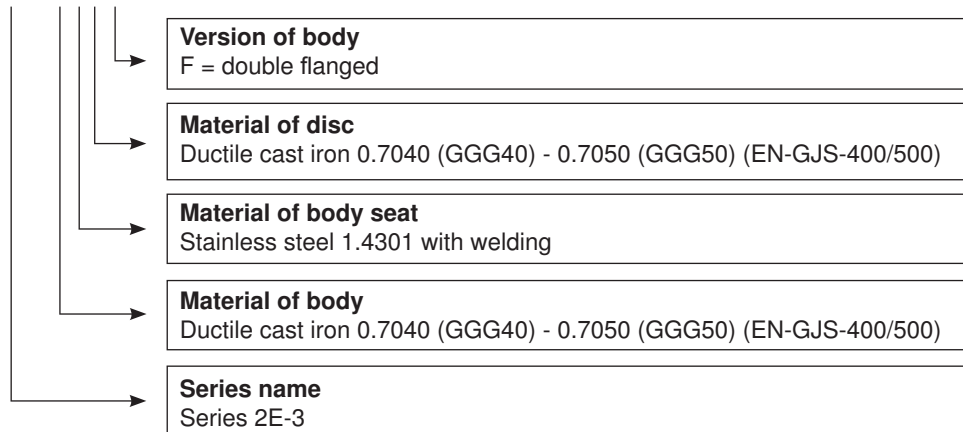 Version of body
F = double flanged
Material of disc
Ductile cast iron 0.7040 (GGG40) - 0.7050 (GGG50) (EN-GJS-400/500)
Material of body seat
Stainless steel 1.4301 with welding
Material of body
Ductile cast iron 0.7040 (GGG40) - 0.7050 (GGG50) (EN-GJS-400/500)
Series name
Series 2E-3